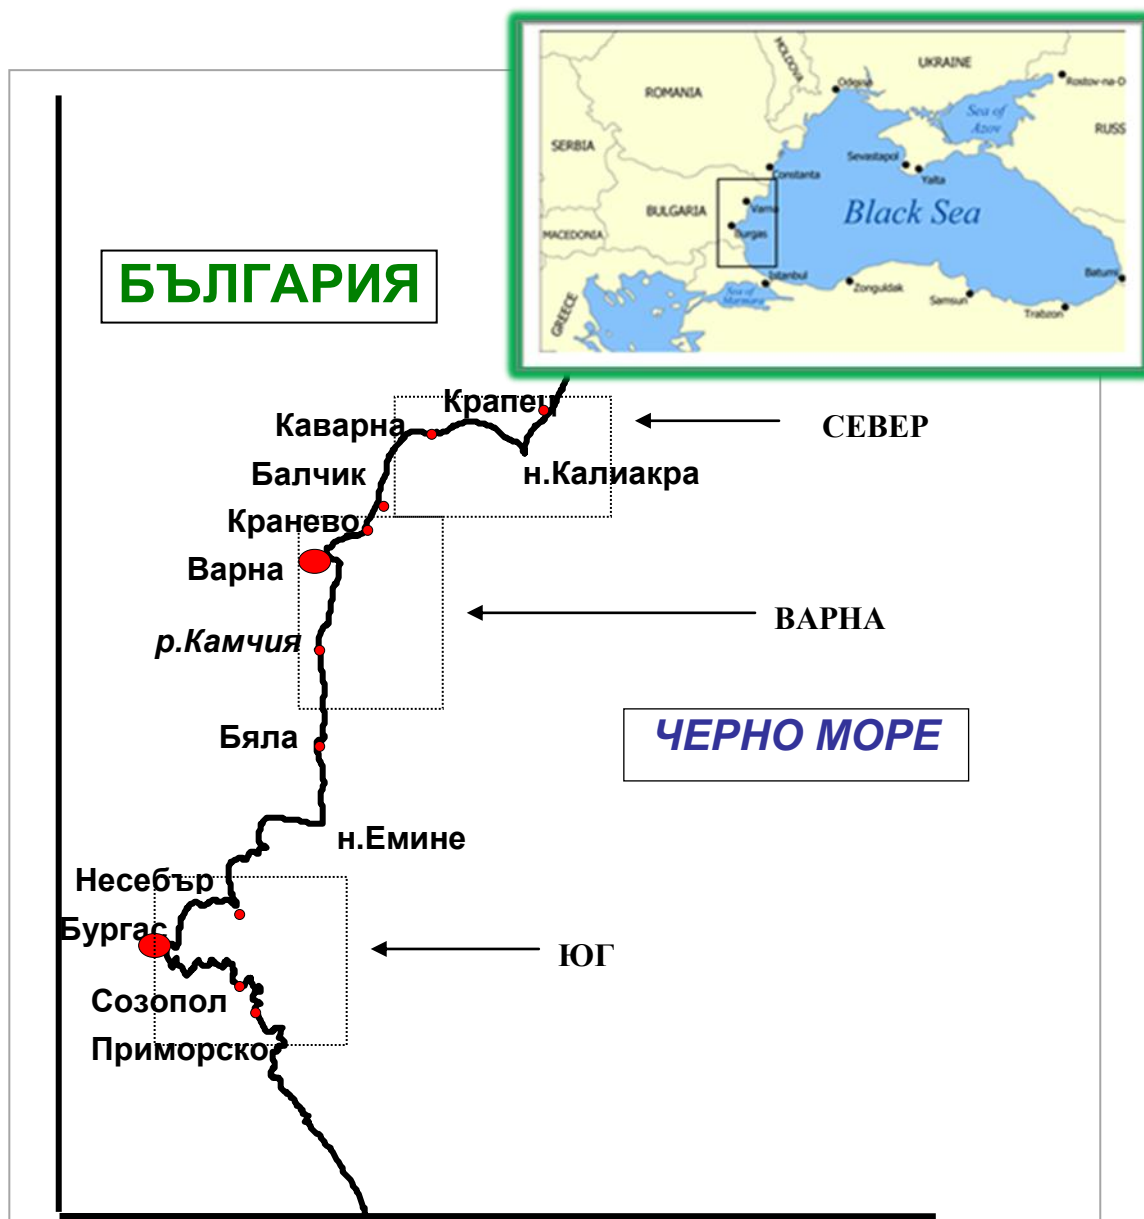 UKRAINE
MOLDOVA
Odessa
Rostov-na-D
ROMANIA
Sea of
Azov
RUSS
SERBIA
Sevastapol
Constanta
Yalta
BULGARIA
Varna
Black Sea
Burgas
MACEDONIA
Istanbul
Batumi
Sea of
Marmara
Zonguldak
Samsun
GREECE
Trabzon
БЪЛГАРИЯ
Крапец
Каварна
СЕВЕР
Балчик
н.Калиакра
Кранево
Варна
ВАРНА
р.Камчия
Бяла
ЧЕРНО МОРЕ
н.Емине
Несебър
Бургас
ЮГ
Созопол
Приморско